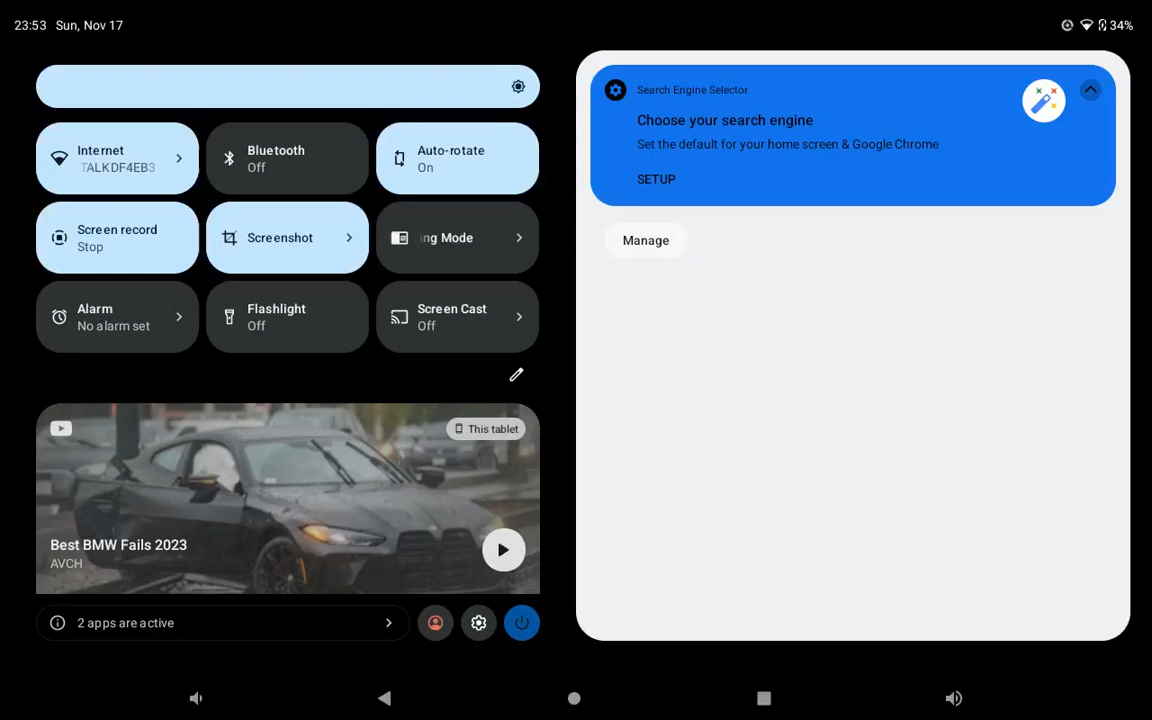 23:53 Sun, Nov 17
34%
Internet
TALKDF4EB3
Bluetooth
Off
Auto-rotate
On
Screen record
Stop
Screenshot
ng Mode
Alarm
No alarm set
Flashlight
Off
Screen Cast
Off
This tablet
Best BMW Fails 2023
AVCH
2 apps are active
Search Engine Selector
Choose your search engine
Set the default for your home screen & Google Chrome
SETUP
Manage